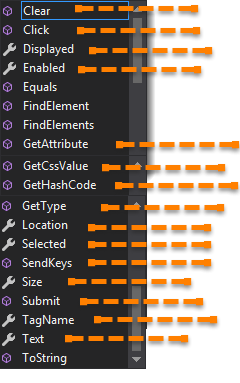 Clear
Click
Displayed
Enabled
Equals
FindElement
FindElements
GetAttribute
GetCssValue
GetHashCode
GetType
Location
Selected
SendKeys
Size
Submit
TagName
Text
ToString